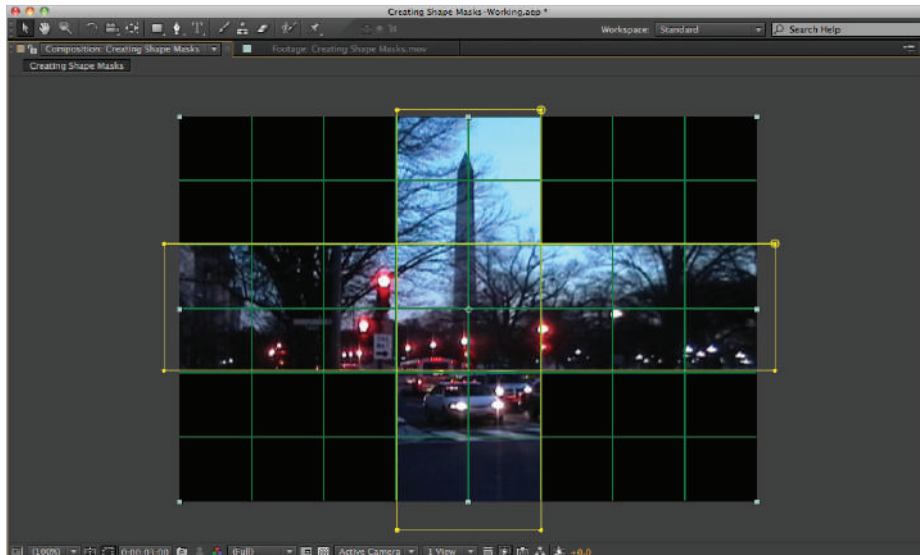 Creating Shape Masks-Working.aep *
Workspace: Standard Search Help
Composition: Creating Shape Masks Footage: Creating Shape Masks.mov
Creating Shape Masks
(100%) 0:00:03:00 (Full) Active Camera 1 View +0.0